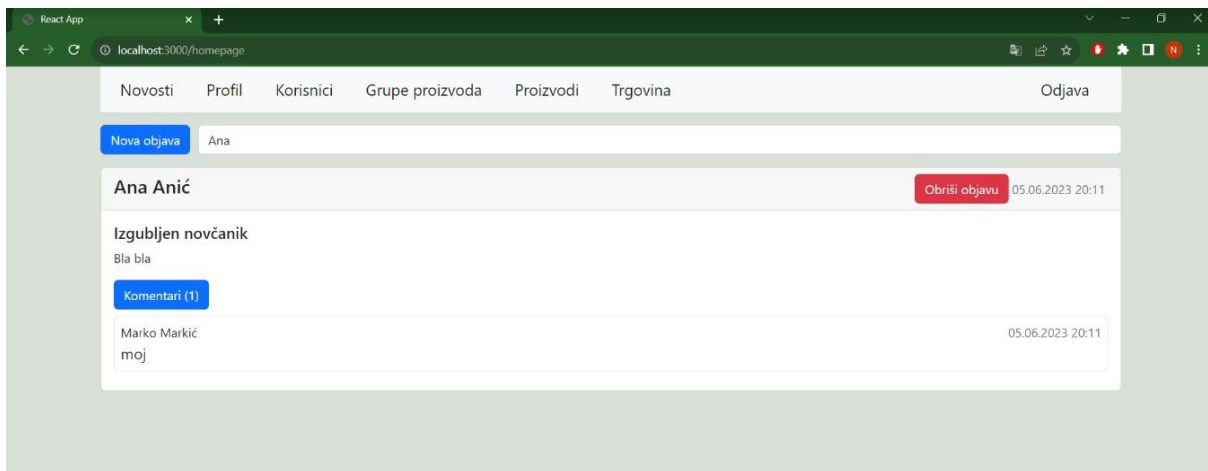 React App
localhost:3000/homepage
N
Novosti Profil Korisnici Grupe proizvoda Proizvodi Trgovina Odjava
Nova objava Ana
Ana Anić Obriši objavu 05.06.2023 20:11
Izgubljen novčanik
Bla bla
Komentari (1)
Marko Markić 05.06.2023 20:11
moj